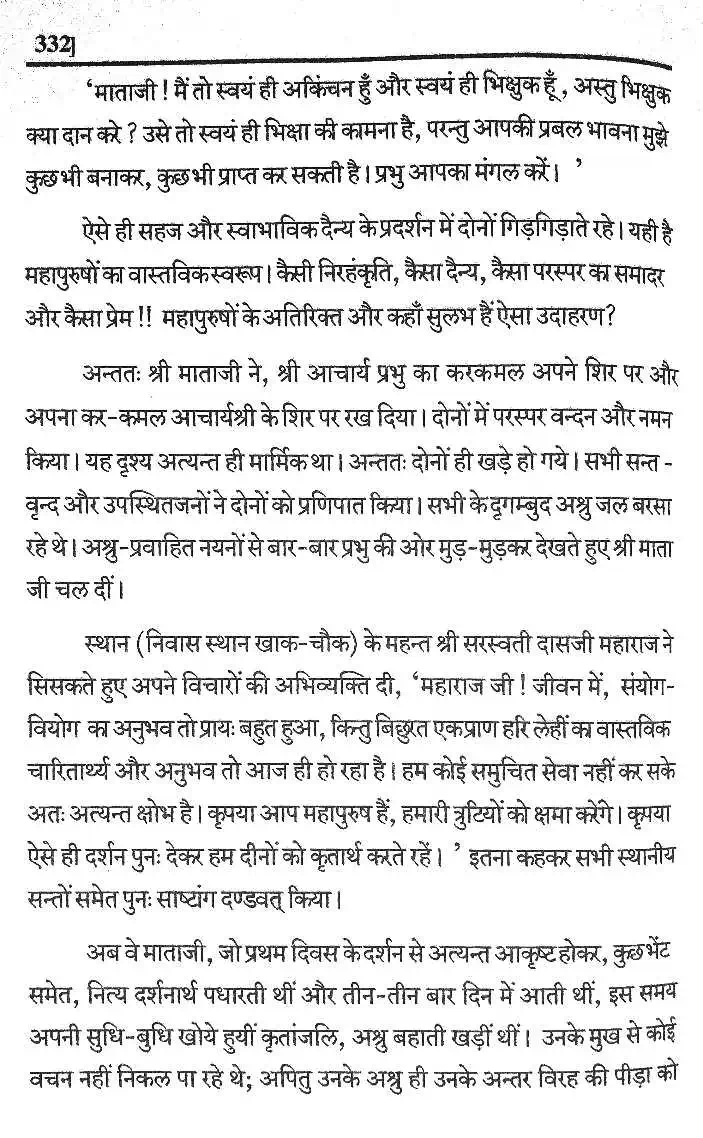 332]
‘माताजी ! मैं तो स्वयं ही अकिंचन हुँ और स्वयं ही भिक्षुक हूँ , अस्तु भिक्षुक
क्या दान करे ? उसे तो स्वयं ही भिक्षा की कामना है, परन्तु आपकी प्रबल भावना मुझे
कुछ भी बनाकर, कुछ भी प्राप्त कर सकती है। प्रभु आपका मंगल करें। ’
ऐसे ही सहज और स्वाभाविक दैन्य के प्रदर्शन में दोनों गिड़गिड़ाते रहे। यही है
महापुरुषों का वास्तविक स्वरूप। कैसी निरहंकृति, कैसा दैन्य, कैसा परस्पर का समादर
और कैसा प्रेम !! महापुरुषों के अतिरिक्त और कहाँ सुलभ हैं ऐसा उदाहरण?
अन्ततः श्री माताजी ने, श्री आचार्य प्रभु का करकमल अपने शिर पर और
अपना कर-कमल आचार्यश्री के शिर पर रख दिया। दोनों में परस्पर वन्दन और नमन
किया। यह दृश्य अत्यन्त ही मार्मिक था। अन्ततः दोनों ही खड़े हो गये। सभी सन्त -
वृन्द और उपस्थितजनों ने दोनों को प्रणिपात किया। सभी के दृगम्बुद अश्रु जल बरसा
रहे थे। अश्रु-प्रवाहित नयनों से बार-बार प्रभु की ओर मुड़-मुड़कर देखते हुए श्री माता
जी चल दीं।
स्थान (निवास स्थान खाक-चौक) के महन्त श्री सरस्वती दासजी महाराज ने
सिसकते हुए अपने विचारों की अभिव्यक्ति दी, ‘महाराज जी ! जीवन में, संयोग-
वियोग का अनुभव तो प्रायः बहुत हुआ, किन्तु बिछुरत एक प्राण हरि लेहीं का वास्तविक
चारितार्थ्य और अनुभव तो आज ही हो रहा है। हम कोई समुचित सेवा नहीं कर सके
अतः अत्यन्त क्षोभ है। कृपया आप महापुरुष हैं, हमारी त्रुटियों को क्षमा करेंगे। कृपया
ऐसे ही दर्शन पुनः देकर हम दीनों को कृतार्थ करते रहें। ’ इतना कहकर सभी स्थानीय
सन्तों समेत पुनः साष्टांग दण्डवत् किया।
अब वे माताजी, जो प्रथम दिवस के दर्शन से अत्यन्त आकृष्ट होकर, कुछ भेंट
समेत, नित्य दर्शनार्थ पधारती थीं और तीन-तीन बार दिन में आती थीं, इस समय
अपनी सुधि-बुधि खोये हुयीं कृतांजलि, अश्रु बहाती खड़ीं थीं। उनके मुख से कोई
वचन नहीं निकल पा रहे थे; अपितु उनके अश्रु ही उनके अन्तर विरह की पीड़ा को